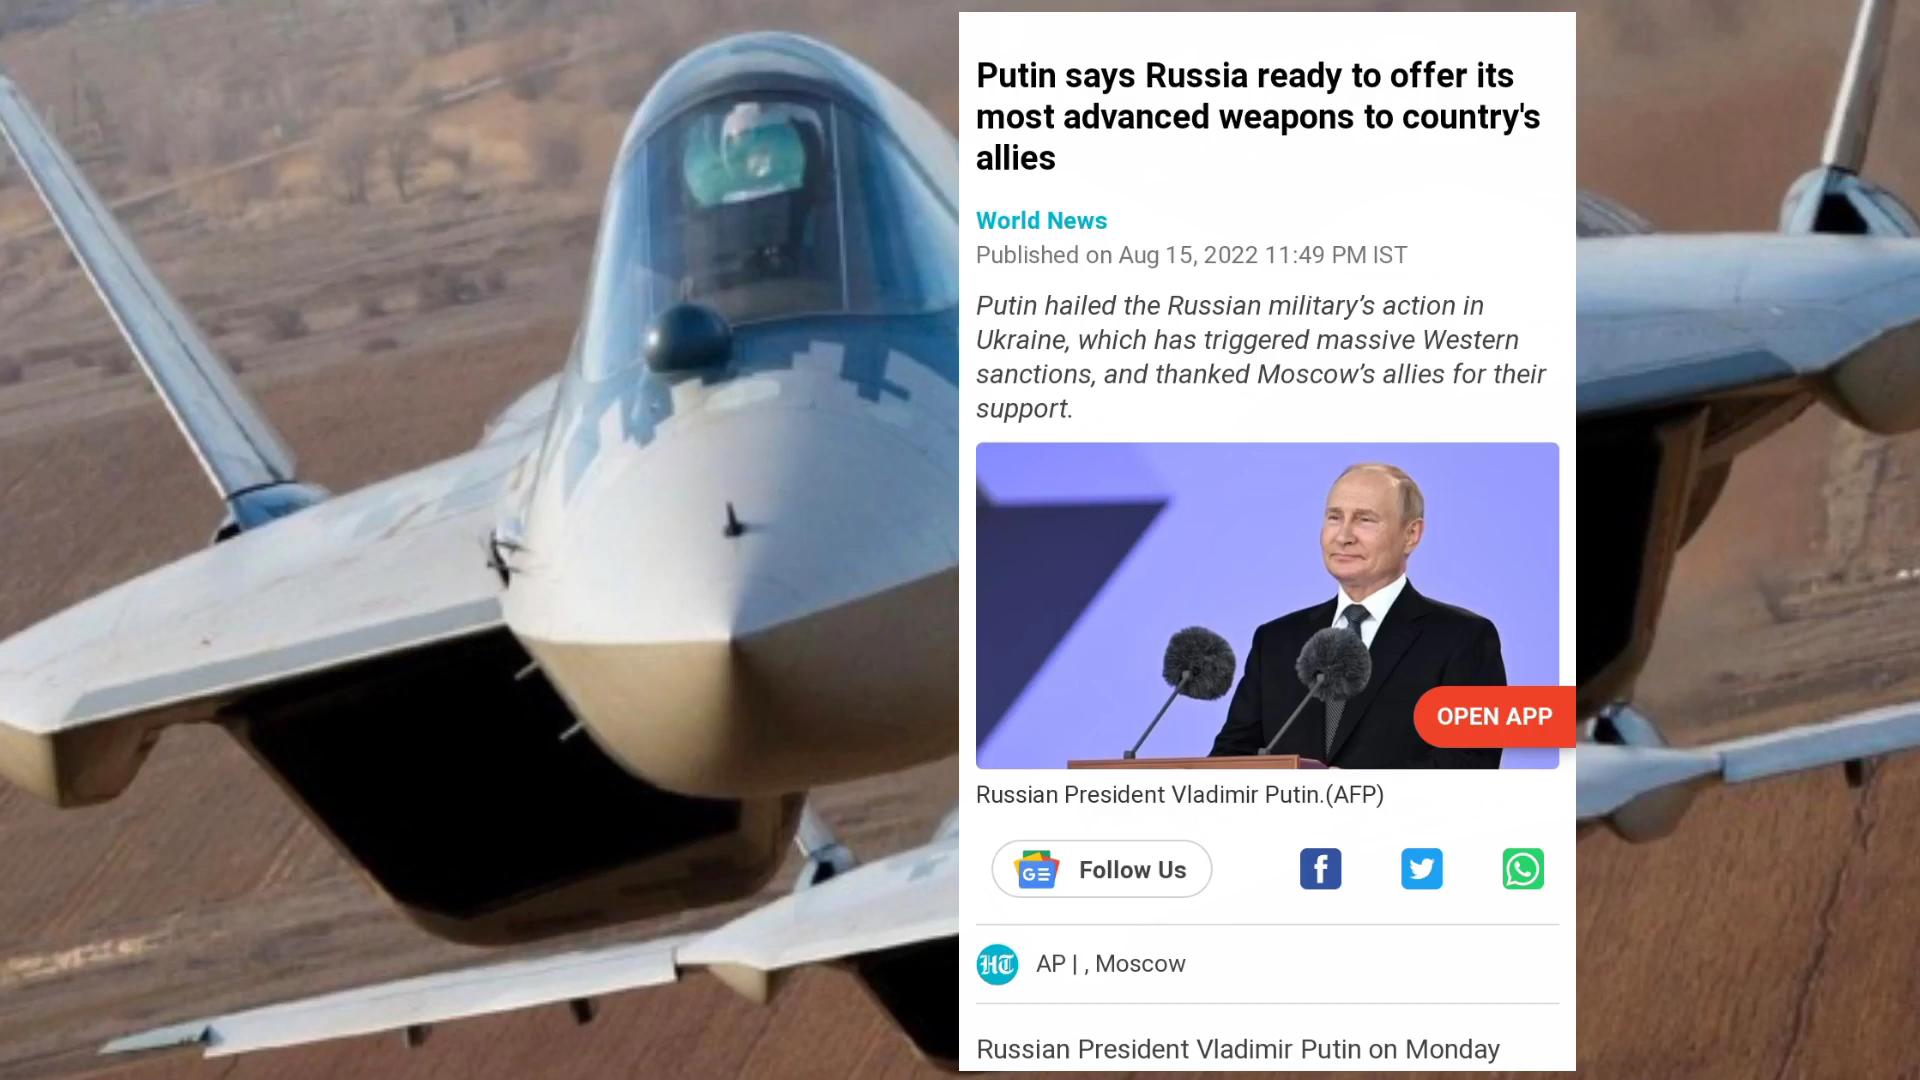 Putin says Russia ready to offer its
most advanced weapons to country's
allies
World News
Published on Aug 15, 2022 11:49 PM IST
Putin hailed the Russian military’s action in
Ukraine, which has triggered massive Western
sanctions, and thanked Moscow’s allies for their
support.
OPEN APP
Russian President Vladimir Putin.(AFP)
GE Follow Us
HT AP | , Moscow
Russian President Vladimir Putin on Monday